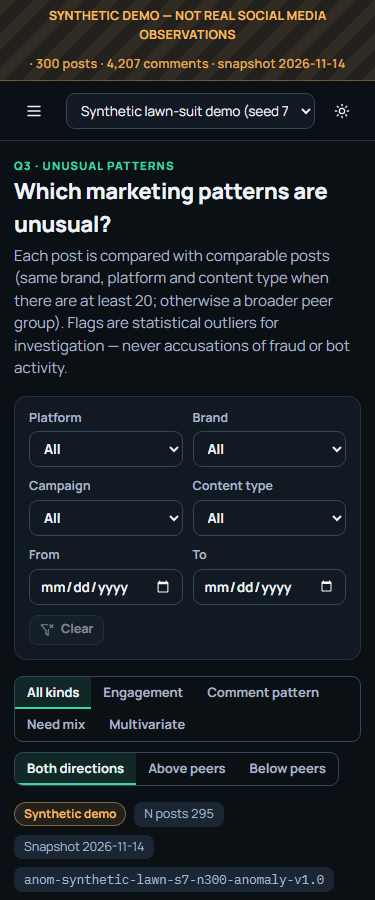 SYNTHETIC DEMO — NOT REAL SOCIAL MEDIA
OBSERVATIONS
· 300 posts · 4,207 comments · snapshot 2026-11-14
Synthetic lawn-suit demo (seed 7
Q3 · UNUSUAL PATTERNS
Which marketing patterns are
unusual?
Each post is compared with comparable posts
(same brand, platform and content type when
there are at least 20; otherwise a broader peer
group). Flags are statistical outliers for
investigation — never accusations of fraud or bot
activity.
Platform Brand
All All
Campaign Content type
All All
From To
mm/dd/yyyy mm/dd/yyyy
Clear
All kinds Engagement Comment pattern
Need mix Multivariate
Both directions Above peers Below peers
Synthetic demo N posts 295
Snapshot 2026-11-14
anom-synthetic-lawn-s7-n300-anomaly-v1.0